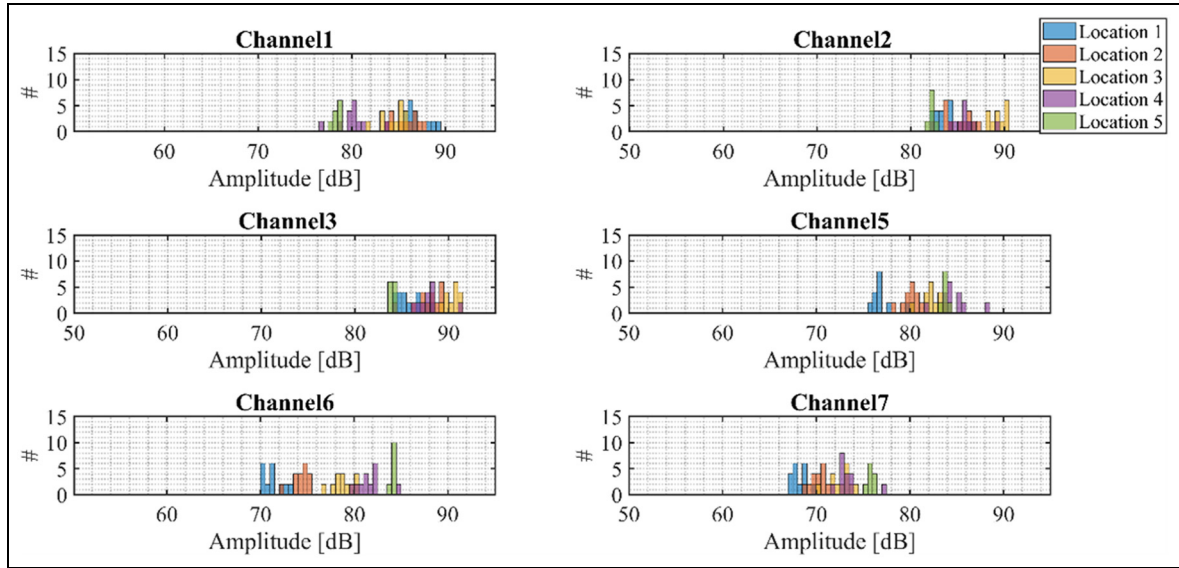 Channel1
15
10
5
0
#
60 70 80 90
Amplitude [dB]
Channel2
15
10
5
0
#
50 60 70 80 90
Amplitude [dB]
Location 1
Location 2
Location 3
Location 4
Location 5
Channel3
15
10
5
0
#
50 60 70 80 90
Amplitude [dB]
Channel5
15
10
5
0
#
50 60 70 80 90
Amplitude [dB]
Channel6
15
10
5
0
#
60 70 80 90
Amplitude [dB]
Channel7
15
10
5
0
#
50 60 70 80 90
Amplitude [dB]